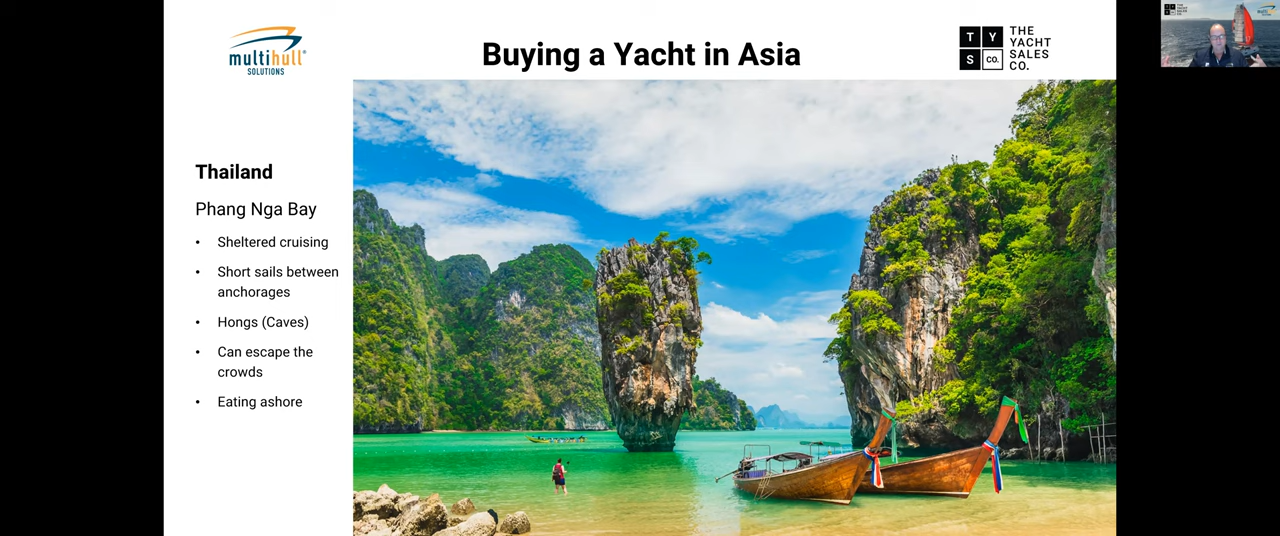 multihull®
SOLUTIONS
Buying a Yacht in Asia
T Y
S CO.
THE
YACHT
SALES
CO.
Thailand
Phang Nga Bay
• Sheltered cruising
• Short sails between
anchorages
• Hongs (Caves)
• Can escape the
crowds
• Eating ashore